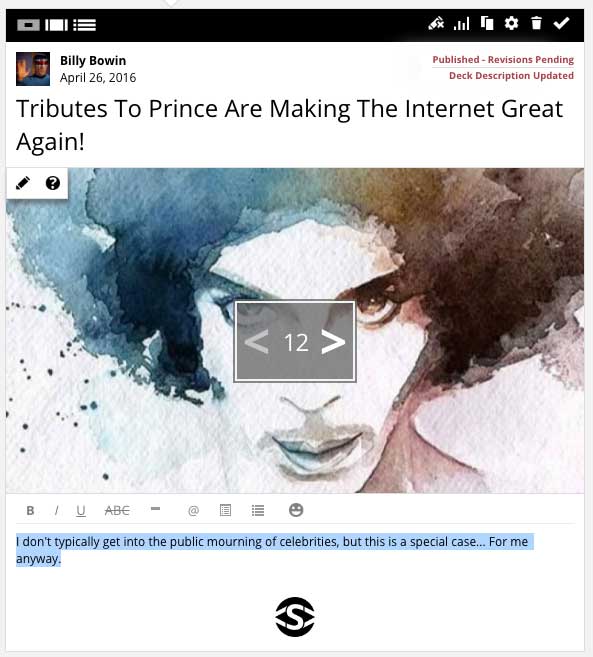 Billy Bowin
April 26, 2016
Published - Revisions Pending
Deck Description Updated
Tributes To Prince Are Making The Internet Great
Again!
< 12 >
B I U ABC - @
I don't typically get into the public mourning of celebrities, but this is a special case... For me
anyway.